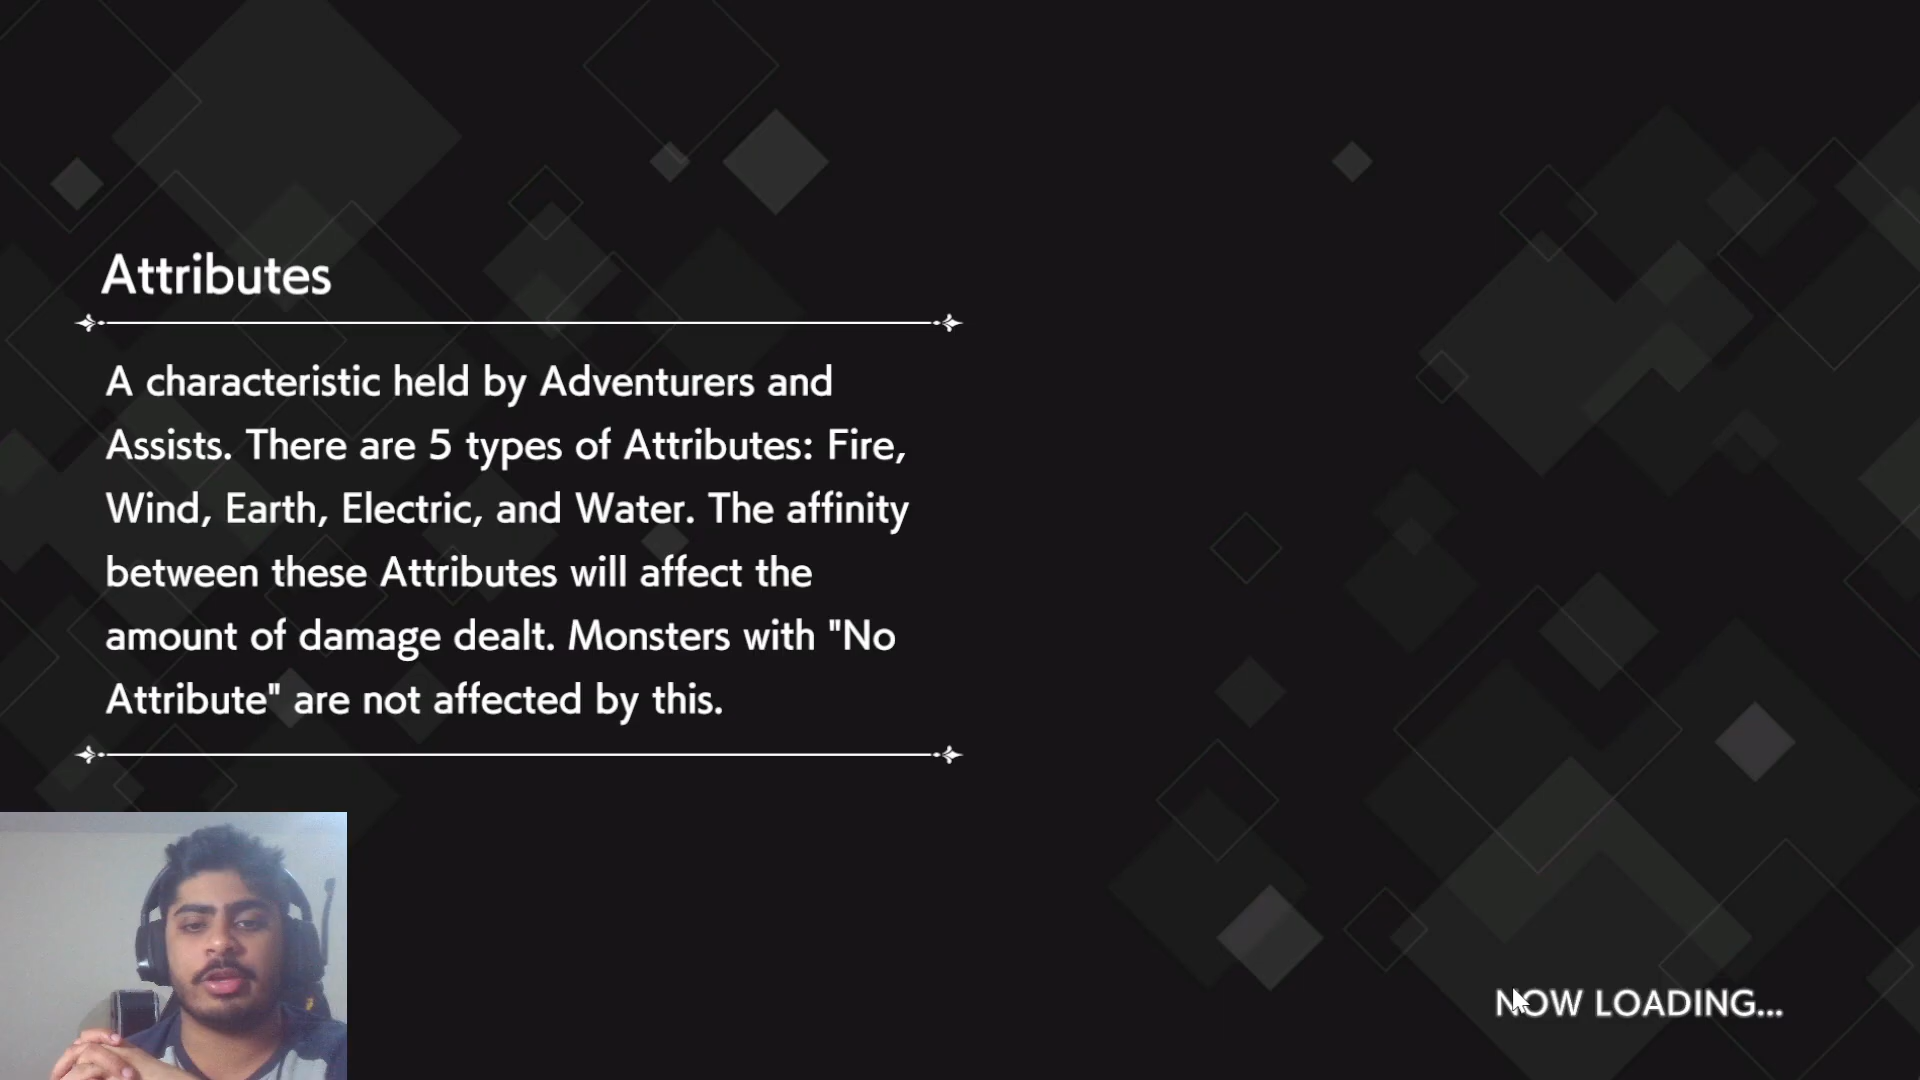 Attributes
A characteristic held by Adventurers and
Assists. There are 5 types of Attributes: Fire,
Wind, Earth, Electric, and Water. The affinity
between these Attributes will affect the
amount of damage dealt. Monsters with "No
Attribute" are not affected by this.
NOW LOADING...